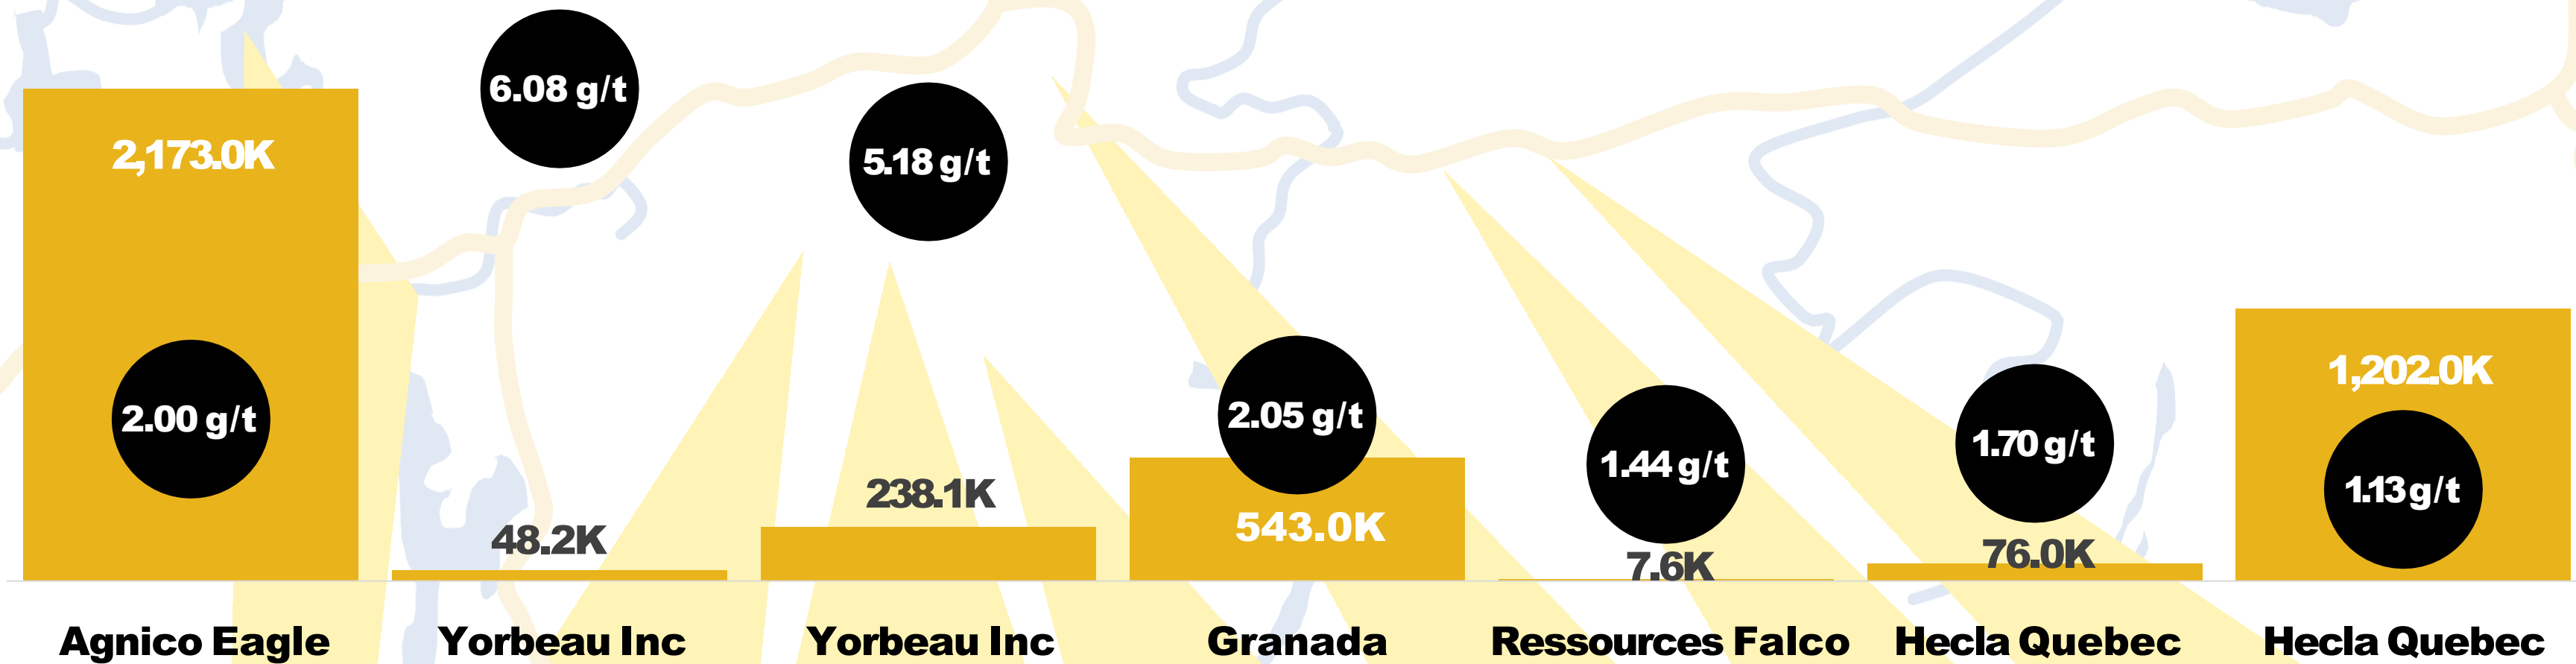 6.08 g/t
5.18 g/t
2,173.0K
2.00 g/t
2.05 g/t
1,202.0K
1.44 g/t
1.70 g/t
1.13 g/t
48.2K
238.1K
543.0K
7.6K
76.0K
Agnico Eagle
Yorbeau Inc
Yorbeau Inc
Granada
Ressources Falco
Hecla Quebec
Hecla Quebec